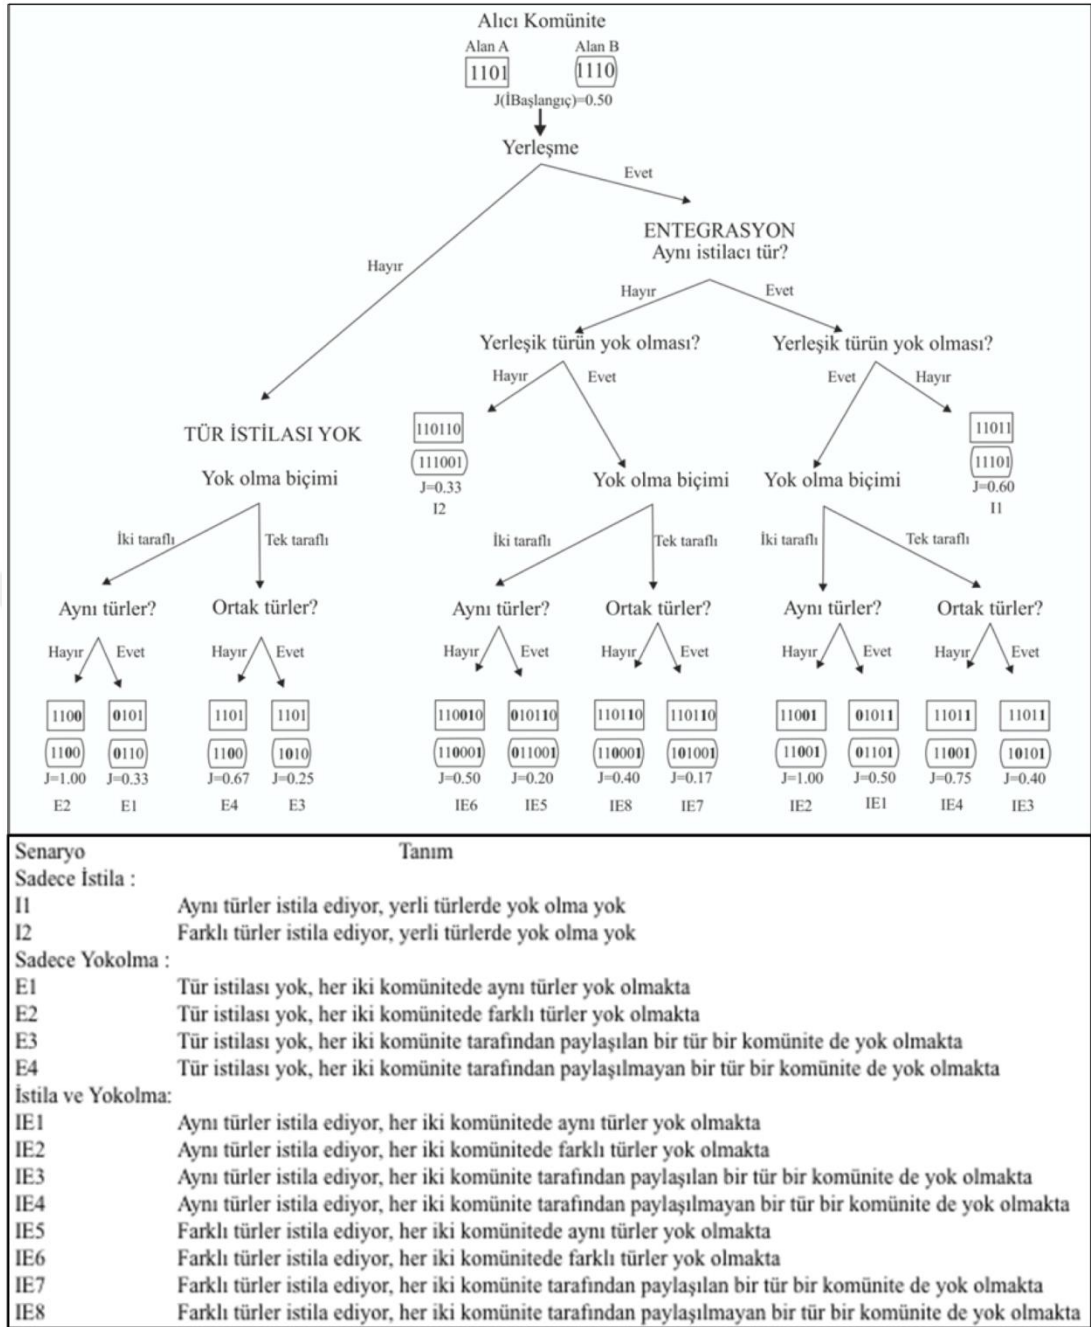 Alıcı Komünite
Alan A Alan B
1101 1110
J(İBaşlangıç)=0.50
Yerleşme
Evet
Hayır
ENTEGRASYON
Aynı istilacı tür?
Hayır Evet
Yerleşik türün yok olması? Yerleşik türün yok olması?
Hayır Evet Evet Hayır
TÜR İSTİLASI YOK
110110
111001
J=0.33
I2
11011
11101
J=0.60
I1
Yok olma biçimi Yok olma biçimi Yok olma biçimi
İki taraflı Tek taraflı İki taraflı Tek taraflı İki taraflı Tek taraflı
Aynı türler? Ortak türler? Aynı türler? Ortak türler? Aynı türler? Ortak türler?
Hayır Evet Hayır Evet Hayır Evet Hayır Evet Hayır Evet Hayır Evet
1100 0101 1101 1101 110010 010110 110110 110110 11001 01011 11011 11011
1100 0110 1100 1010 110001 011001 110001 101001 11001 01101 11001 10101
J=1.00 J=0.33 J=0.67 J=0.25 J=0.50 J=0.20 J=0.40 J=0.17 J=1.00 J=0.50 J=0.75 J=0.40
E2 E1 E4 E3 IE6 IE5 IE8 IE7 IE2 IE1 IE4 IE3
Senaryo Tanım
Sadece İstila :
I1 Aynı türler istila ediyor, yerli türlerde yok olma yok
I2 Farklı türler istila ediyor, yerli türlerde yok olma yok
Sadece Yokolma :
E1 Tür istilası yok, her iki komünitede aynı türler yok olmakta
E2 Tür istilası yok, her iki komünitede farklı türler yok olmakta
E3 Tür istilası yok, her iki komünite tarafından paylaşılan bir tür bir komünite de yok olmakta
E4 Tür istilası yok, her iki komünite tarafından paylaşılmayan bir tür bir komünite de yok olmakta
İstila ve Yokolma:
IE1 Aynı türler istila ediyor, her iki komünitede aynı türler yok olmakta
IE2 Aynı türler istila ediyor, her iki komünitede farklı türler yok olmakta
IE3 Aynı türler istila ediyor, her iki komünite tarafından paylaşılan bir tür bir komünite de yok olmakta
IE4 Aynı türler istila ediyor, her iki komünite tarafından paylaşılmayan bir tür bir komünite de yok olmakta
IE5 Farklı türler istila ediyor, her iki komünitede aynı türler yok olmakta
IE6 Farklı türler istila ediyor, her iki komünitede farklı türler yok olmakta
IE7 Farklı türler istila ediyor, her iki komünite tarafından paylaşılan bir tür bir komünite de yok olmakta
IE8 Farklı türler istila ediyor, her iki komünite tarafından paylaşılmayan bir tür bir komünite de yok olmakta